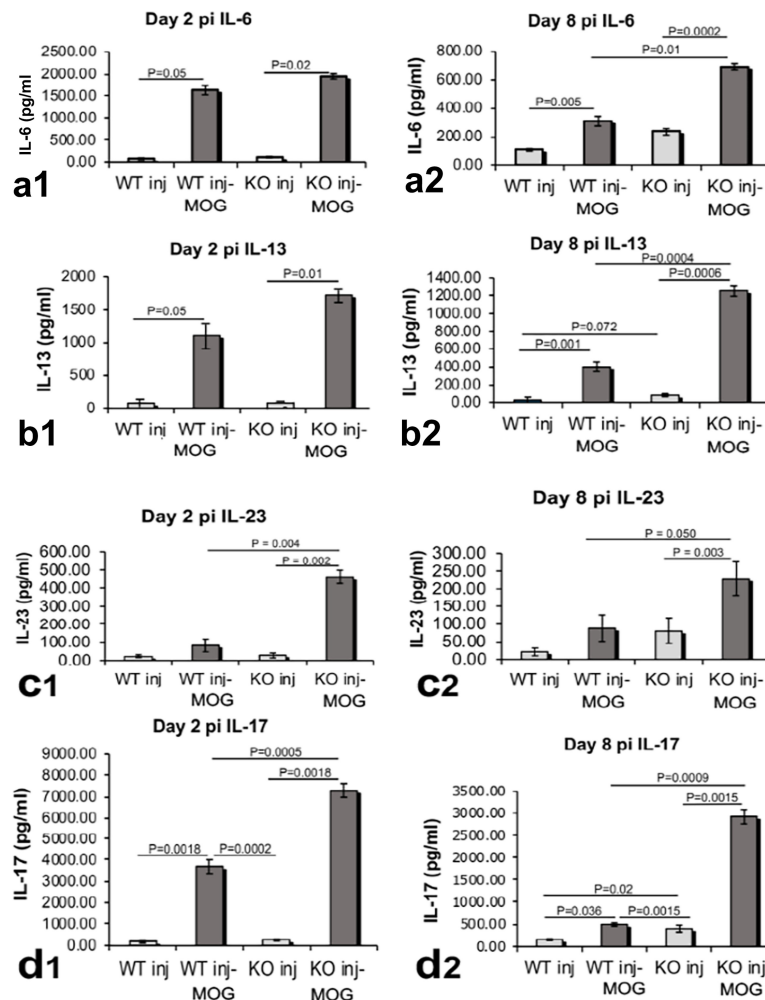 Day 2 pi IL-6
IL-6 (pg/ml)
2500.00
2000.00
1500.00
1000.00
500.00
0.00
P=0.05
P=0.02
WT inj
WT inj-
MOG
KO inj
KO inj-
MOG
a1
Day 8 pi IL-6
IL-6 (pg/ml)
800.00
600.00
400.00
200.00
0.00
P=0.0002
P=0.01
P=0.005
WT inj
WT inj-
MOG
KO inj
KO inj-
MOG
a2
Day 2 pi IL-13
IL-13 (pg/ml)
2000
1500
1000
500
0
P=0.05
P=0.01
WT inj
WT inj-
MOG
KO inj
KO inj-
MOG
b1
Day 8 pi IL-13
IL-13 (pg/ml)
1400.00
1200.00
1000.00
800.00
600.00
400.00
200.00
0.00
P=0.0004
P=0.0006
P=0.072
P=0.001
WT inj
WT inj-
MOG
KO inj
KO inj-
MOG
b2
Day 2 pi IL-23
IL-23 (pg/ml)
600.00
500.00
400.00
300.00
200.00
100.00
0.00
P = 0.004
P = 0.002
WT inj
WT inj-
MOG
KO inj
KO inj-
MOG
c1
Day 8 pi IL-23
IL-23 (pg/ml)
300.00
250.00
200.00
150.00
100.00
50.00
0.00
P = 0.050
P = 0.003
WT inj
WT inj-
MOG
KO inj
KO inj-
MOG
c2
Day 2 pi IL-17
IL-17 (pg/ml)
9000.00
8000.00
7000.00
6000.00
5000.00
4000.00
3000.00
2000.00
1000.00
0.00
P=0.0005
P=0.0018
P=0.0018
P=0.0002
WT inj
WT inj-
MOG
KO inj
KO inj-
MOG
d1
Day 8 pi IL-17
IL-17 (pg/ml)
3500.00
3000.00
2500.00
2000.00
1500.00
1000.00
500.00
0.00
P=0.0009
P=0.0015
P=0.02
P=0.036
P=0.0015
WT inj
WT inj-
MOG
KO inj
KO inj-
MOG
d2